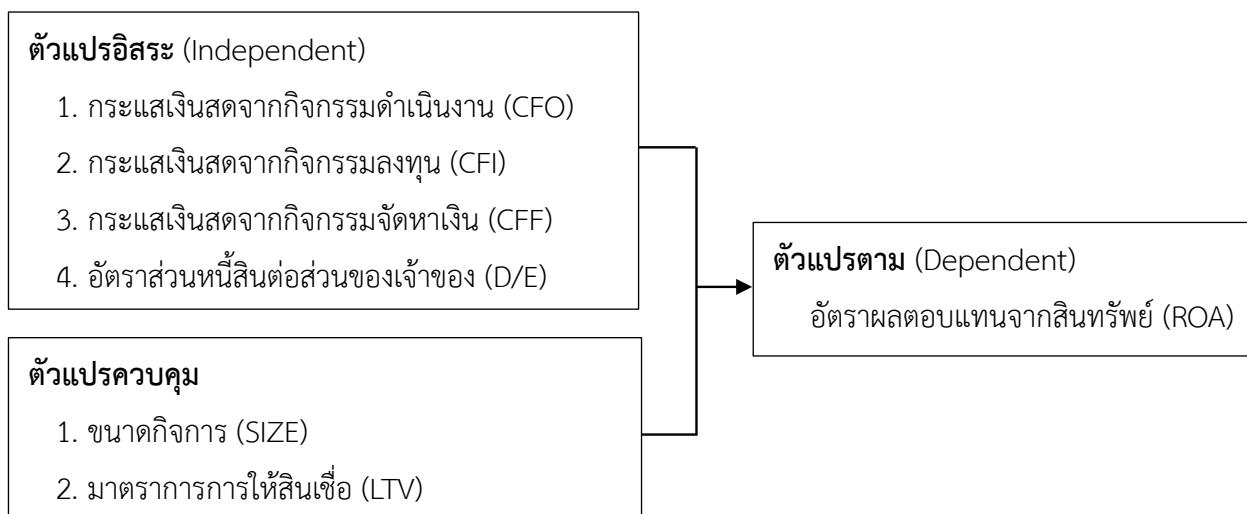 ตัวแปรอิสระ (Independent)
1. กระแสเงินสดจากกิจกรรมดำเนินงาน (CFO)
2. กระแสเงินสดจากกิจกรรมลงทุน (CFI)
3. กระแสเงินสดจากกิจกรรมจัดหาเงิน (CFF)
4. อัตราส่วนหนี้สินต่อส่วนของเจ้าของ (D/E)
ตัวแปรควบคุม
1. ขนาดกิจการ (SIZE)
2. มาตราการการให้สินเชื่อ (LTV)
ตัวแปรตาม (Dependent)
อัตราผลตอบแทนจากสินทรัพย์ (ROA)